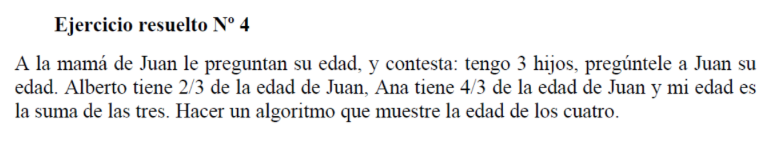 Ejercicio resuelto Nº 4
A la mamá de Juan le preguntan su edad, y contesta: tengo 3 hijos, pregúntele a Juan su
edad. Alberto tiene 2/3 de la edad de Juan, Ana tiene 4/3 de la edad de Juan y mi edad es
la suma de las tres. Hacer un algoritmo que muestre la edad de los cuatro.